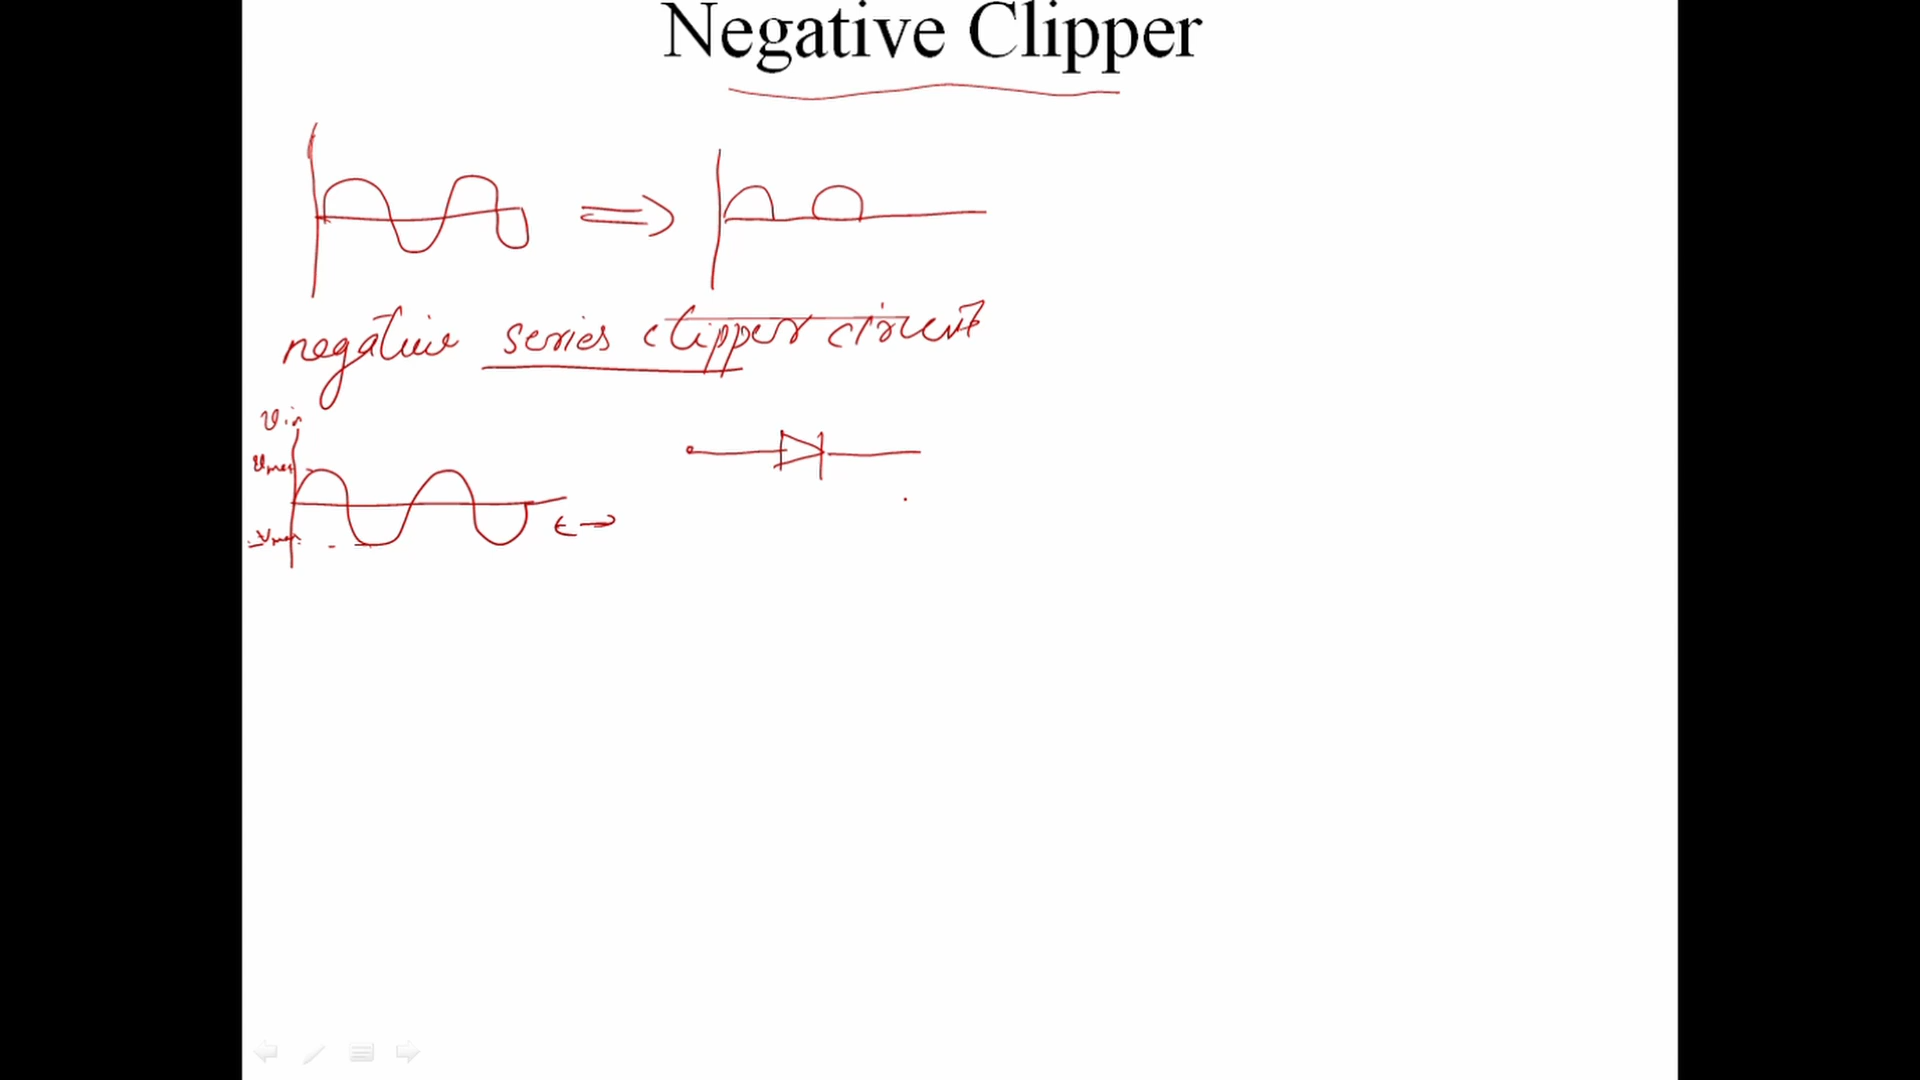 Negative Clipper
negative series clipper circuit
Vin
Vmax
-Vmax
t →